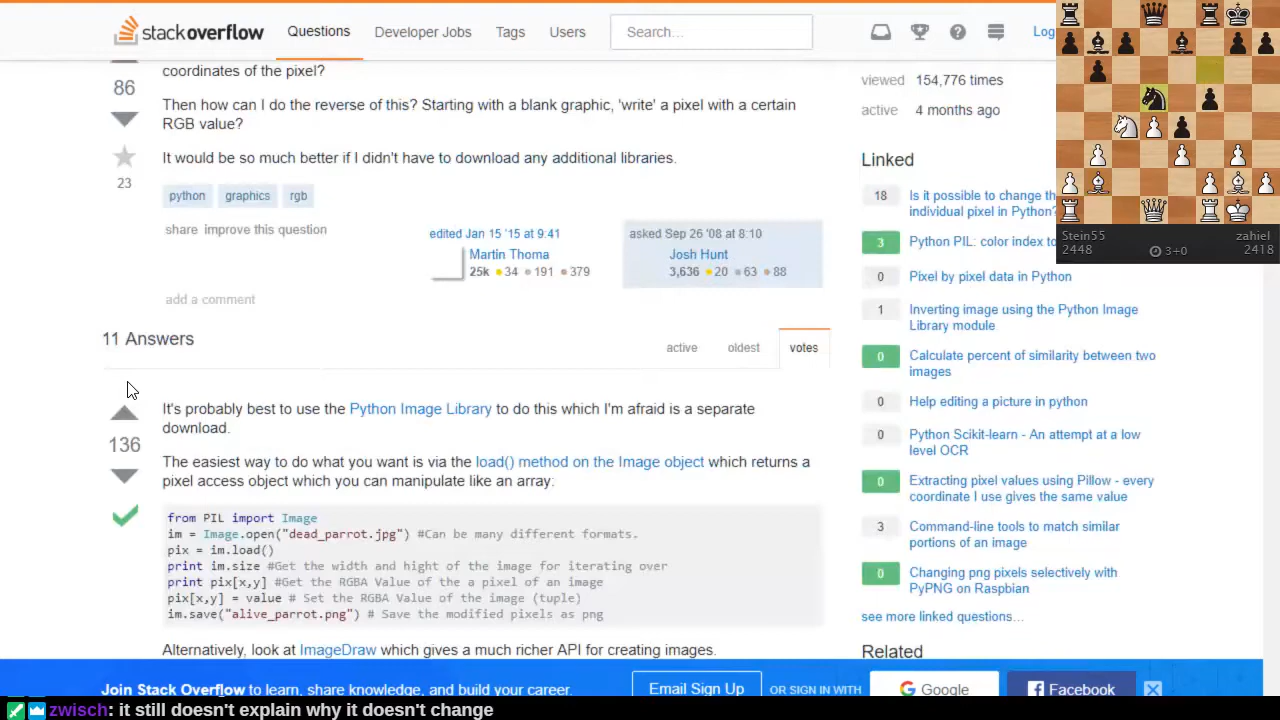 stackoverflow Questions Developer Jobs Tags Users Search... Log
coordinates of the pixel?
86
Then how can I do the reverse of this? Starting with a blank graphic, 'write' a pixel with a certain
RGB value?
It would be so much better if I didn't have to download any additional libraries.
23
python graphics rgb
share improve this question
edited Jan 15 '15 at 9:41
Martin Thoma
25k 34 191 379
asked Sep 26 '08 at 8:10
Josh Hunt
3,636 20 63 88
add a comment
11 Answers
active oldest votes
It's probably best to use the Python Image Library to do this which I'm afraid is a separate
download.
136
The easiest way to do what you want is via the load() method on the Image object which returns a
pixel access object which you can manipulate like an array:
from PIL import Image
im = Image.open("dead_parrot.jpg") #Can be many different formats.
pix = im.load()
print im.size #Get the width and hight of the image for iterating over
print pix[x,y] #Get the RGBA Value of the a pixel of an image
pix[x,y] = value # Set the RGBA Value of the image (tuple)
im.save("alive_parrot.png") # Save the modified pixels as png
Alternatively, look at ImageDraw which gives a much richer API for creating images.
viewed 154,776 times
active 4 months ago
Linked
18 Is it possible to change the
individual pixel in Python?
3 Python PIL: color index to
0 Pixel by pixel data in Python
1 Inverting image using the Python Image
Library module
0 Calculate percent of similarity between two
images
0 Help editing a picture in python
0 Python Scikit-learn - An attempt at a low
level OCR
0 Extracting pixel values using Pillow - every
coordinate I use gives the same value
3 Command-line tools to match similar
portions of an image
0 Changing png pixels selectively with
PyPNG on Raspbian
see more linked questions...
Related
Stein55 zahiel
2448 3+0 2418
Join Stack Overflow to learn, share knowledge, and build your career. Email Sign Up OR SIGN IN WITH Google Facebook
zwisch: it still doesn't explain why it doesn't change